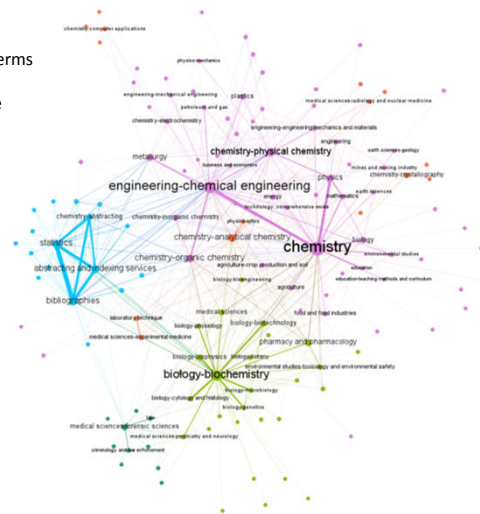 chemistry-computer applications
erms
physics-mechanics
engineering-mechanical engineering
plastics
medical sciences-radiology and nuclear medicine
petroleum and gas
chemistry-electrochemistry
engineering-engineering mechanics and materials
engineering
chemistry-physical chemistry
earth sciences-geology
metallurgy
business and economics
mines and mining industry
physics
chemistry-crystallography
engineering-chemical engineering
earth sciences
energy
mathematics
technology: comprehensive works
chemistry-abstracting
chemistry-inorganic chemistry
physics-optics
chemistry-analytical chemistry
statistics
chemistry
biology
environmental studies
chemistry-organic chemistry
agriculture-crop production and soil
abstracting and indexing services
education
biology-bioengineering
education-teaching methods and curriculum
agriculture
bibliographies
medical sciences
food and food industries
laboratory technique
biology-physiology
biology-biotechnology
medical sciences-experimental medicine
pharmacy and pharmacology
biology-biophysics
biology-botany
environmental studies-toxicology and environmental safety
biology-biochemistry
biology-microbiology
biology-cytology and histology
biology-genetics
law
medical sciences-forensic sciences
medical sciences-psychiatry and neurology
criminology and law enforcement